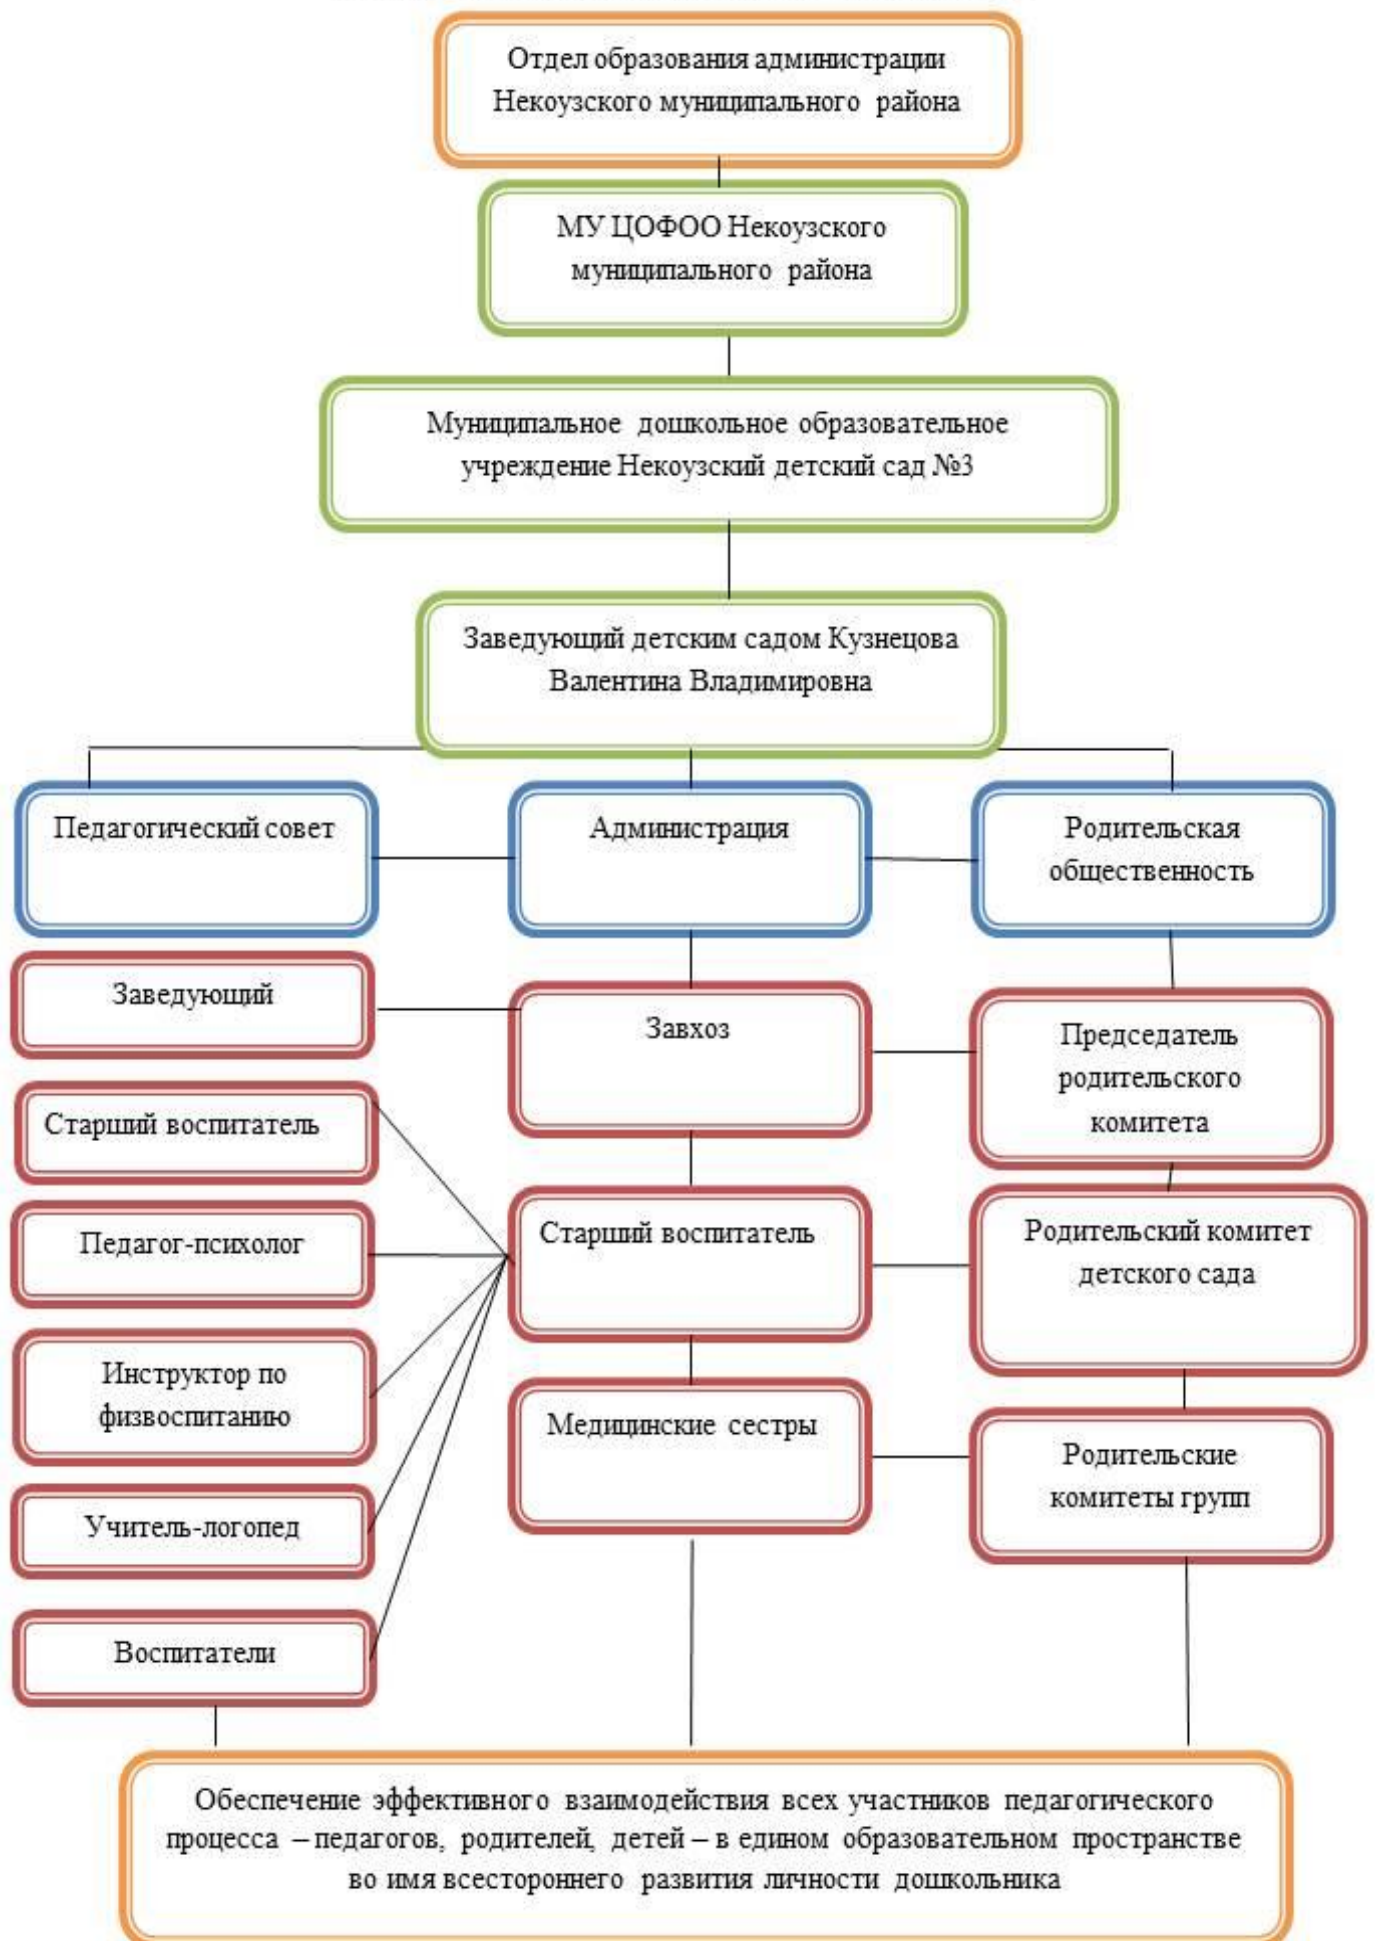 Отдел образования администрации
Некоузского муниципального района
МУ ЦОФОО Некоузского
муниципального района
Муниципальное дошкольное образовательное
учреждение Некоузский детский сад №3
Заведующий детским садом Кузнецова
Валентина Владимировна
Педагогический совет
Администрация
Родительская
общественность
Заведующий
Старший воспитатель
Педагог-психолог
Инструктор по
физвоспитанию
Учитель-логопед
Воспитатели
Завхоз
Старший воспитатель
Медицинские сестры
Председатель
родительского
комитета
Родительский комитет
детского сада
Родительские
комитеты групп
Обеспечение эффективного взаимодействия всех участников педагогического
процесса – педагогов, родителей, детей – в едином образовательном пространстве
во имя всестороннего развития личности дошкольника